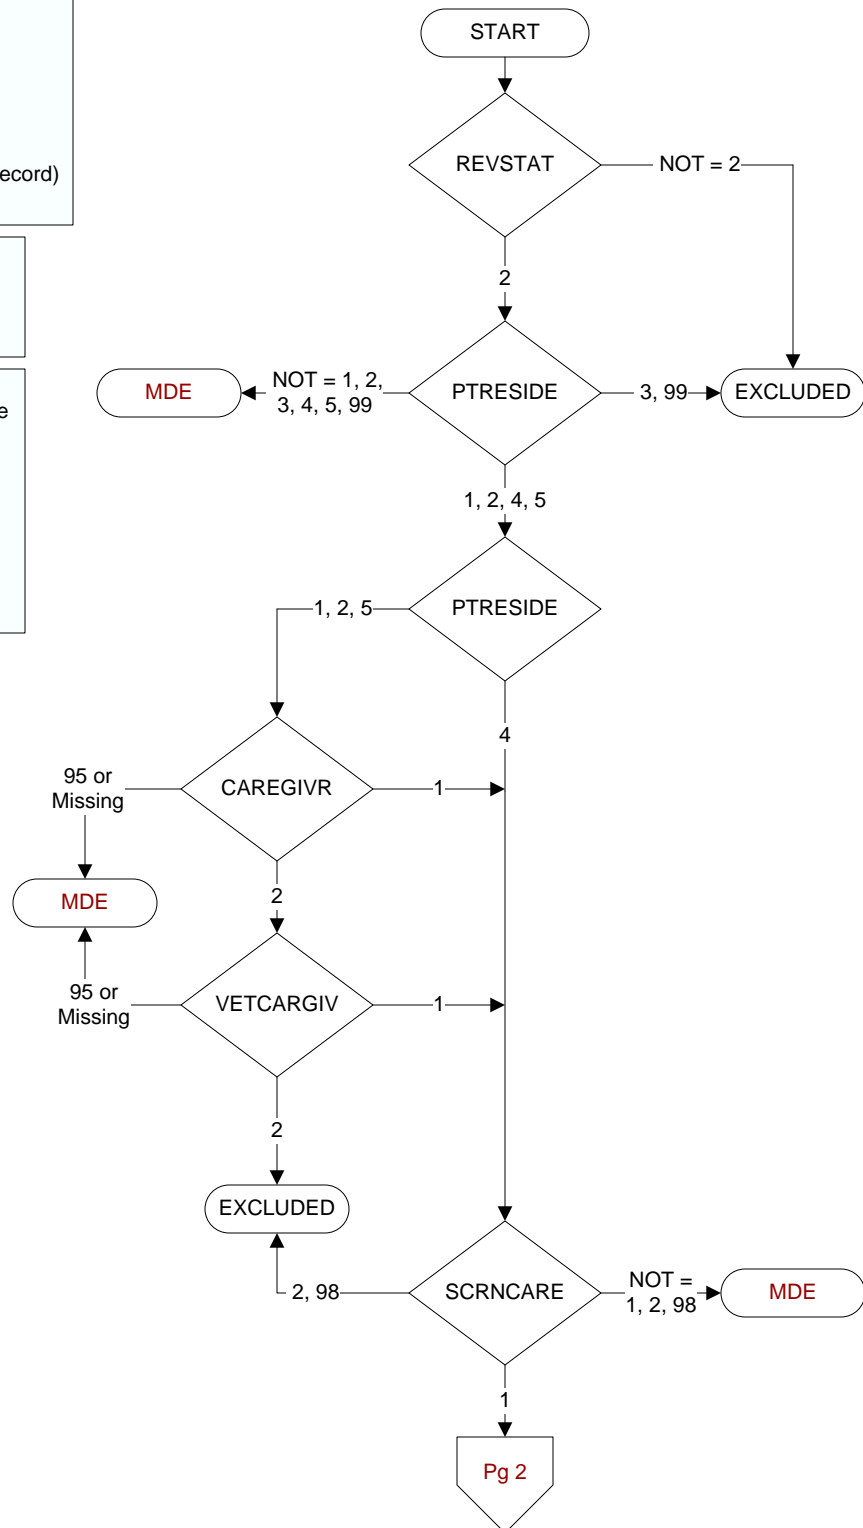 START
ecord)
REVSTAT
NOT = 2
2
e
MDE
NOT = 1, 2,
3, 4, 5, 99
PTRESIDE
3, 99
EXCLUDED
1, 2, 4, 5
1, 2, 5
PTRESIDE
4
95 or
Missing
CAREGIVR
1
MDE
2
95 or
Missing
VETCARGIV
1
2
EXCLUDED
2, 98
SCRNCARE
NOT =
1, 2, 98
MDE
1
Pg 2